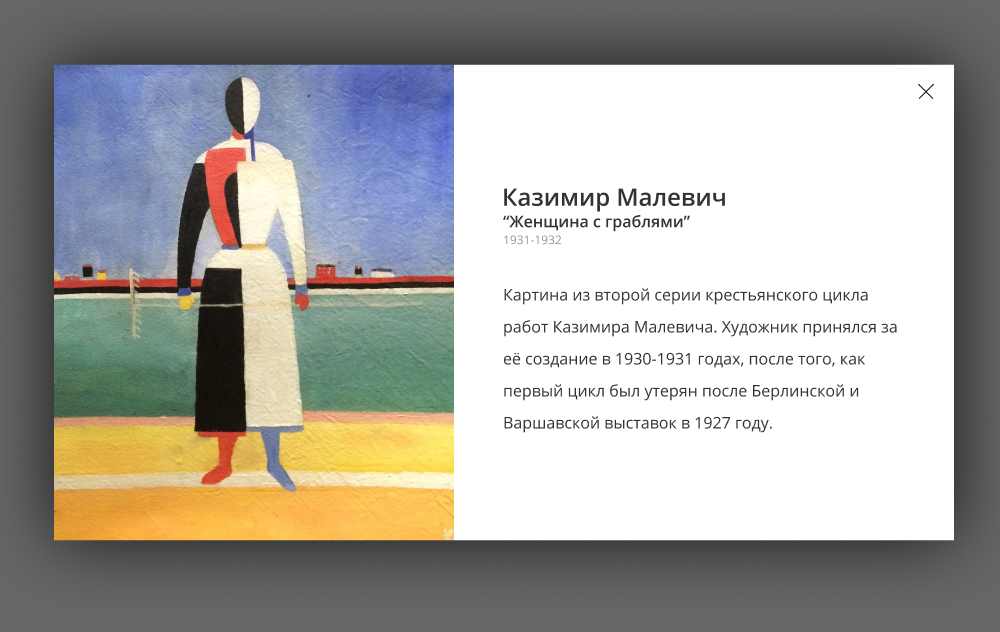 Казимир Малевич
“Женщина с граблями”
1931-1932
Картина из второй серии крестьянского цикла
работ Казимира Малевича. Художник принялся за
её создание в 1930-1931 годах, после того, как
первый цикл был утерян после Берлинской и
Варшавской выставок в 1927 году.